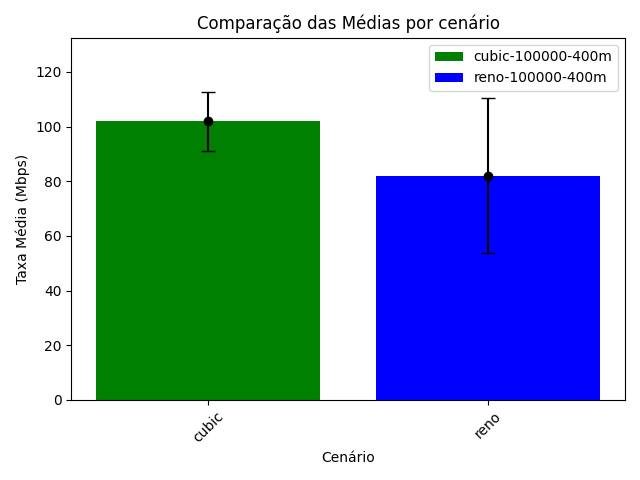 Comparação das Médias por cenário
cubic-100000-400m
reno-100000-400m
Taxa Média (Mbps)
120
100
80
60
40
20
0
cubic
reno
Cenário